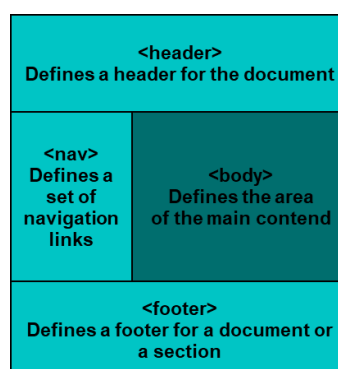 <header>
Defines a header for the document
<nav>
Defines a
set of
navigation
links
<body>
Defines the area
of the main contend
<footer>
Defines a footer for a document or
a section